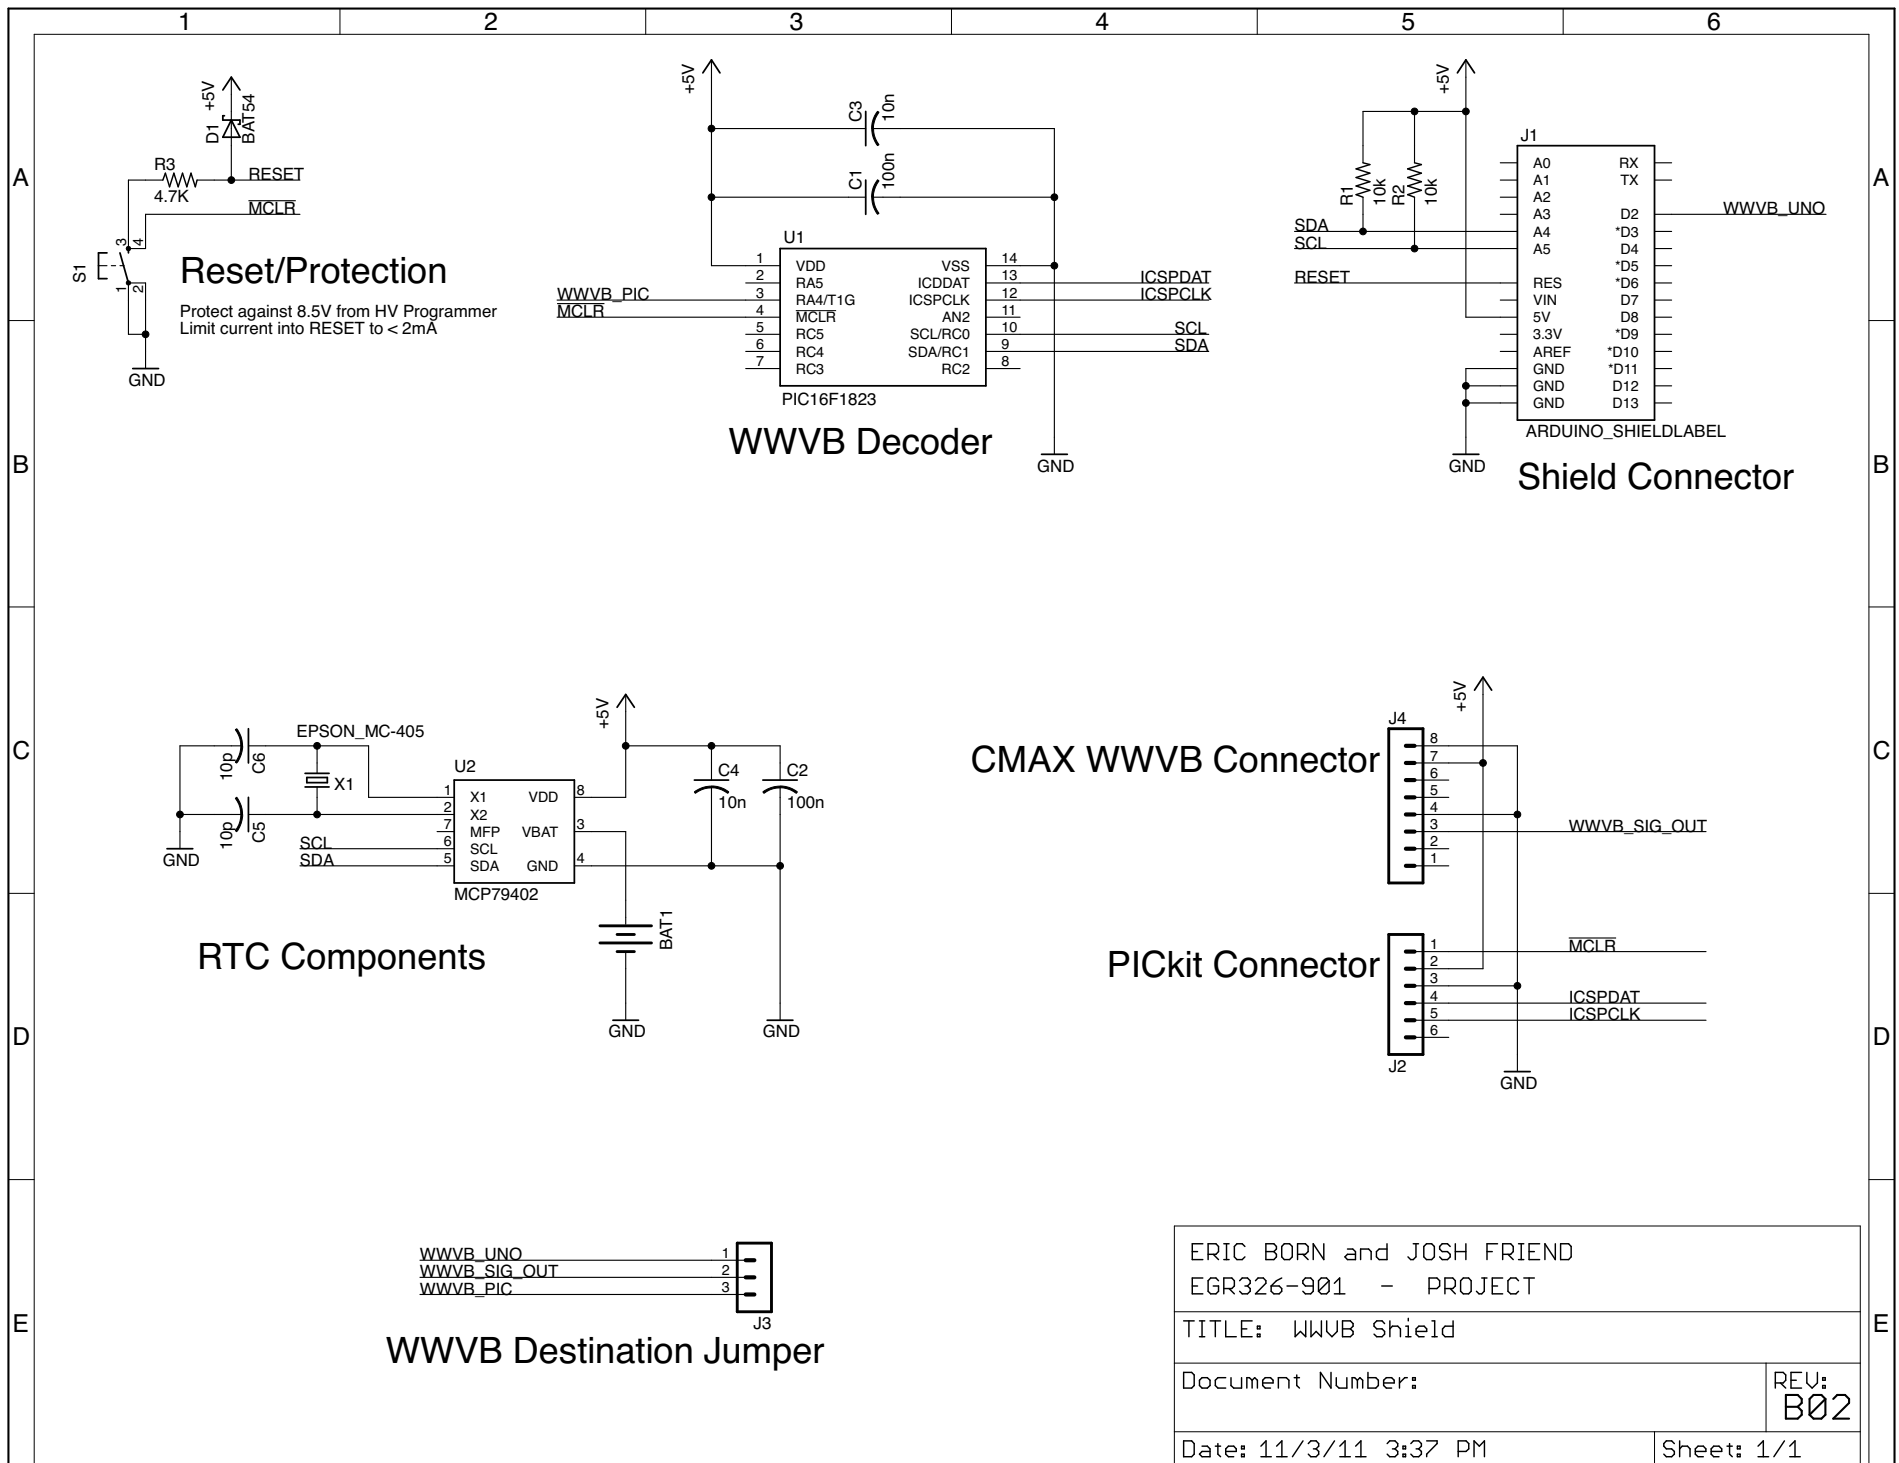 1 2 3 4 5 6
A A
B B
C C
D D
E E
+5V
D1
BAT54
R3
4.7K
RESET
MCLR
S1
3
4
1
2
GND
Reset/Protection
Protect against 8.5V from HV Programmer
Limit current into RESET to < 2mA
+5V
C3
10n
C1
100n
U1
1 VDD VSS 14
2 RA5 ICDDAT 13 ICSPDAT
WWVB_PIC 3 RA4/T1G ICSPCLK 12 ICSPCLK
MCLR 4 MCLR AN2 11
5 RC5 SCL/RC0 10 SCL
6 RC4 SDA/RC1 9 SDA
7 RC3 RC2 8
PIC16F1823
WWVB Decoder
GND
+5V
R1
10k
R2
10k
J1
A0 RX
A1 TX
A2
A3 D2 WWVB_UNO
SDA A4 *D3
SCL A5 D4
*D5
RESET RES *D6
VIN D7
5V D8
3.3V *D9
AREF *D10
GND *D11
GND D12
GND D13
ARDUINO_SHIELDLABEL
GND
Shield Connector
EPSON_MC-405
10p
C6
X1
10p
C5
GND
SCL
SDA
U2
1 X1 VDD 8
2 X2
7 MFP VBAT 3
6 SCL
5 SDA GND 4
MCP79402
+5V
C4
10n
C2
100n
BAT1
GND
GND
RTC Components
+5V
J4
CMAX WWVB Connector
8
7
6
5
4
3 WWVB_SIG_OUT
2
1
PICkit Connector
1 MCLR
2
3
4 ICSPDAT
5 ICSPCLK
6
J2
GND
WWVB_UNO 1
WWVB_SIG_OUT 2
WWVB_PIC 3
J3
WWVB Destination Jumper
ERIC BORN and JOSH FRIEND
EGR326-901 - PROJECT
TITLE: WWVB Shield
Document Number:
REV:
B02
Date: 11/3/11 3:37 PM
Sheet: 1/1